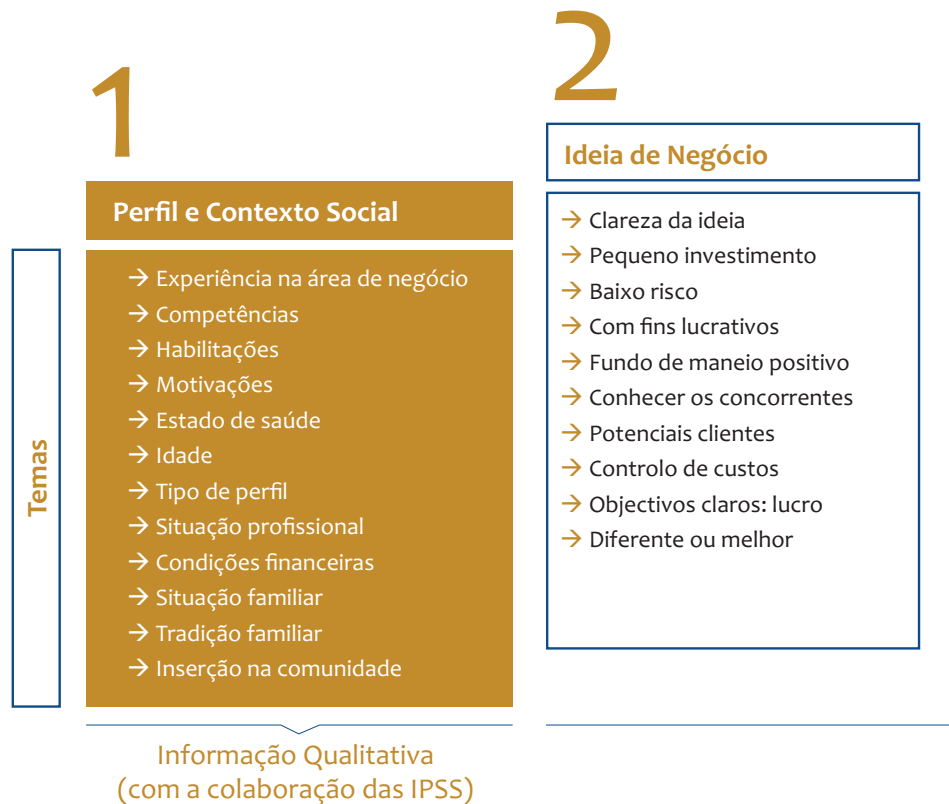 1
Perfil e Contexto Social
Temas
→ Experiência na área de negócio
→ Competências
→ Habilitações
→ Motivações
→ Estado de saúde
→ Idade
→ Tipo de perfil
→ Situação profissional
→ Condições financeiras
→ Situação familiar
→ Tradição familiar
→ Inserção na comunidade
Informação Qualitativa
(com a colaboração das IPSS)
2
Ideia de Negócio
→ Clareza da ideia
→ Pequeno investimento
→ Baixo risco
→ Com fins lucrativos
→ Fundo de maneio positivo
→ Conhecer os concorrentes
→ Potenciais clientes
→ Controlo de custos
→ Objectivos claros: lucro
→ Diferente ou melhor